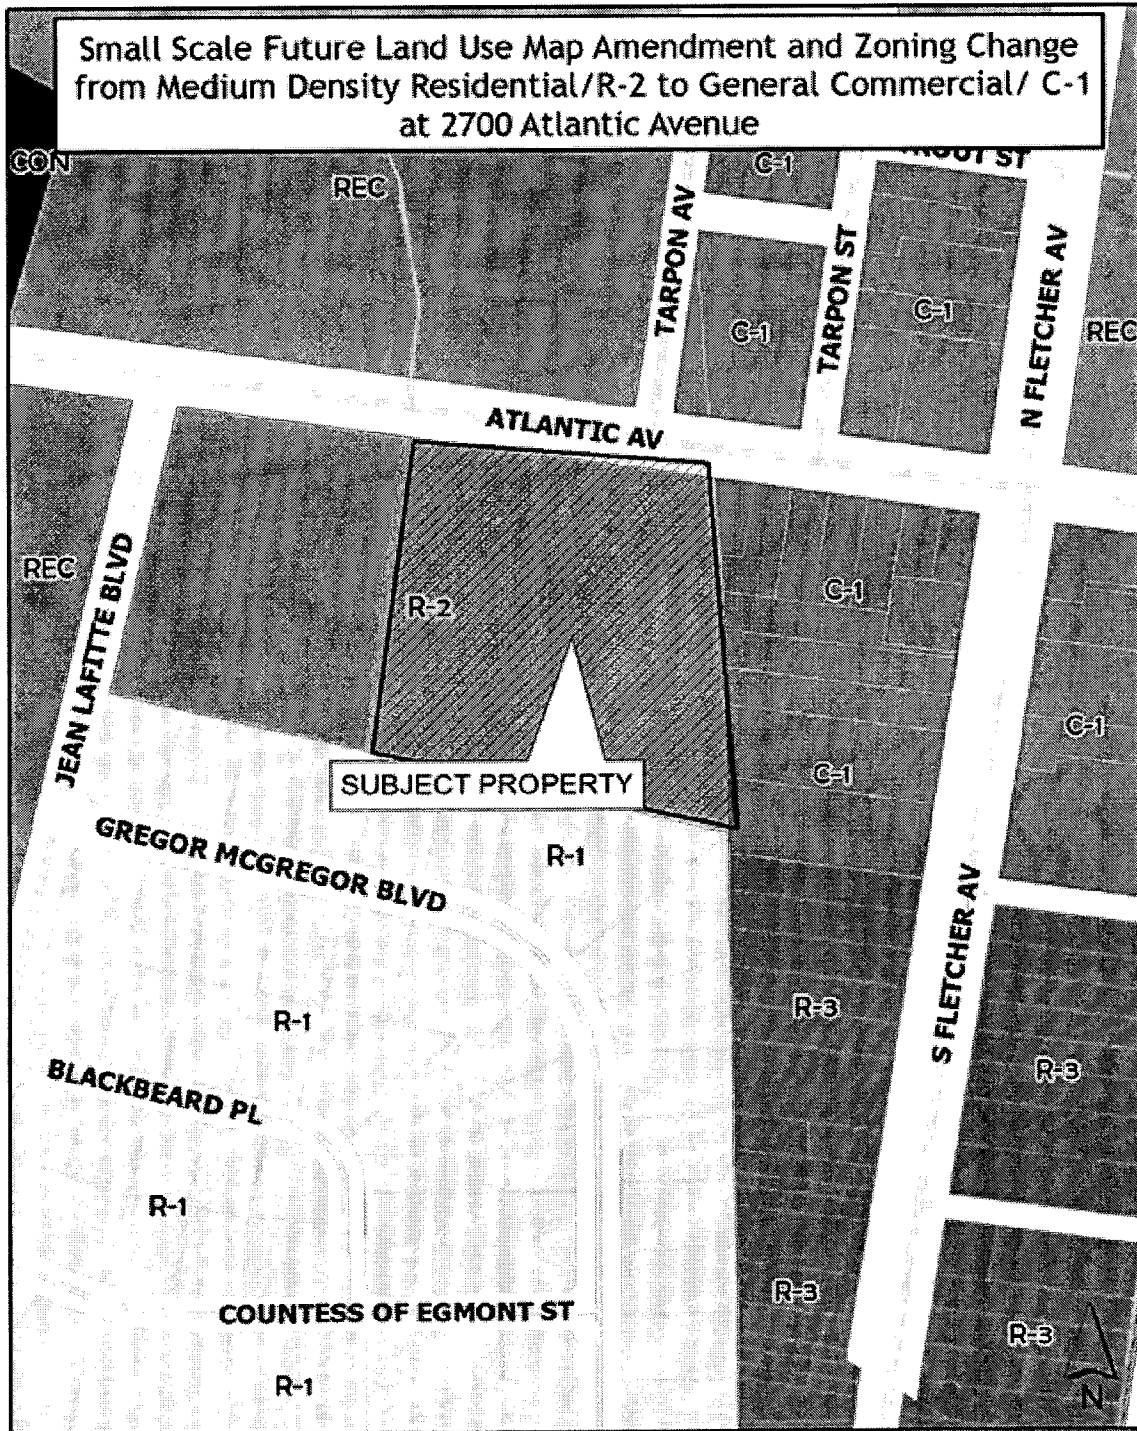 Small Scale Future Land Use Map Amendment and Zoning Change
from Medium Density Residential/R-2 to General Commercial/ C-1
at 2700 Atlantic Avenue
CON
REC
C-1
TARPON AV
TARPON ST
N FLETCHER AV
C-1
C-1
REC
ATLANTIC AV
REC
JEAN LAFITTE BLVD
R-2
C-1
C-1
C-1
SUBJECT PROPERTY
R-1
GREGOR MCGREGOR BLVD
S FLETCHER AV
R-1
R-3
R-3
BLACKBEARD PL
R-1
COUNTESS OF EGMONT ST
R-3
R-3
R-1
N